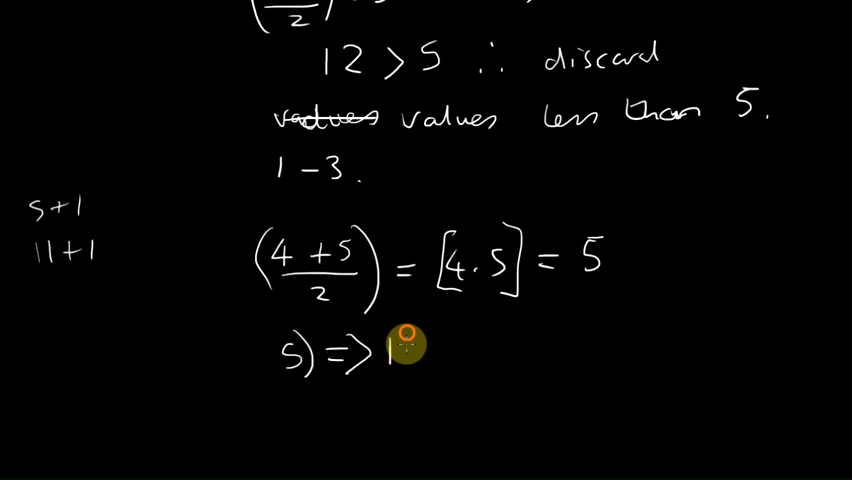 2
12 > 5 ∴ discard
values values less than 5.
1 - 3.
5+1
11+1
(4 + 5 / 2) = [4.5] = 5
5) => 1